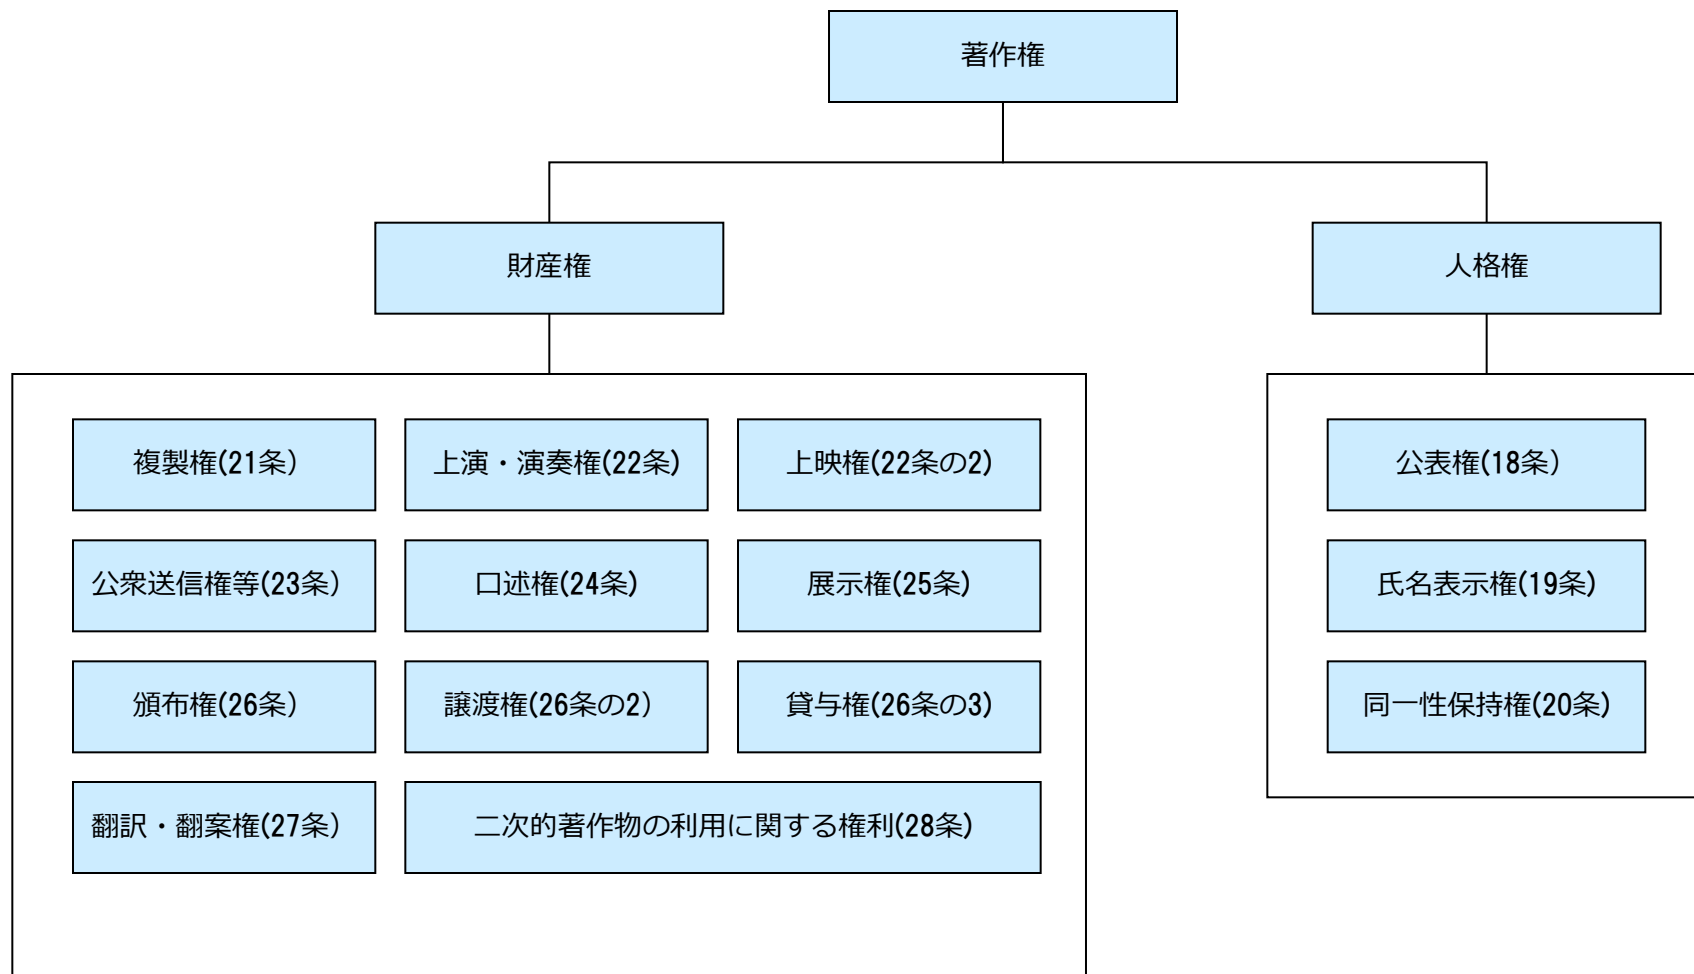 著作権
財産権
人格権
複製権(21条)
上演・演奏権(22条)
上映権(22条の2)
公衆送信権等(23条)
口述権(24条)
展示権(25条)
頒布権(26条)
譲渡権(26条の2)
貸与権(26条の3)
翻訳・翻案権(27条)
二次的著作物の利用に関する権利(28条)
公表権(18条)
氏名表示権(19条)
同一性保持権(20条)